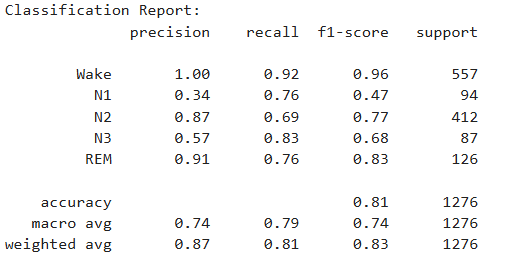 Classification Report:
precision recall f1-score support
Wake 1.00 0.92 0.96 557
N1 0.34 0.76 0.47 94
N2 0.87 0.69 0.77 412
N3 0.57 0.83 0.68 87
REM 0.91 0.76 0.83 126
accuracy 0.81 1276
macro avg 0.74 0.79 0.74 1276
weighted avg 0.87 0.81 0.83 1276